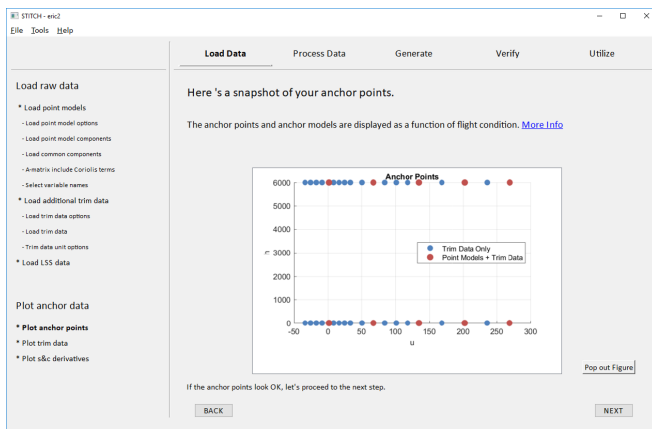 STITCH - eric2
File Tools Help
Load Data Process Data Generate Verify Utilize
Load raw data
* Load point models
- Load point model options
- Load point model components
- Load common components
- A-matrix include Coriolis terms
- Select variable names
* Load additional trim data
- Load trim data options
- Load trim data
- Trim data unit options
* Load LSS data
Plot anchor data
* Plot anchor points
* Plot trim data
* Plot s&c derivatives
Here 's a snapshot of your anchor points.
The anchor points and anchor models are displayed as a function of flight condition. More Info
Anchor Points
6000
5000
4000
3000
2000
1000
0
-50 0 50 100 150 200 250 300
u
Trim Data Only
Point Models + Trim Data
Pop out Figure
If the anchor points look OK, let's proceed to the next step.
BACK NEXT